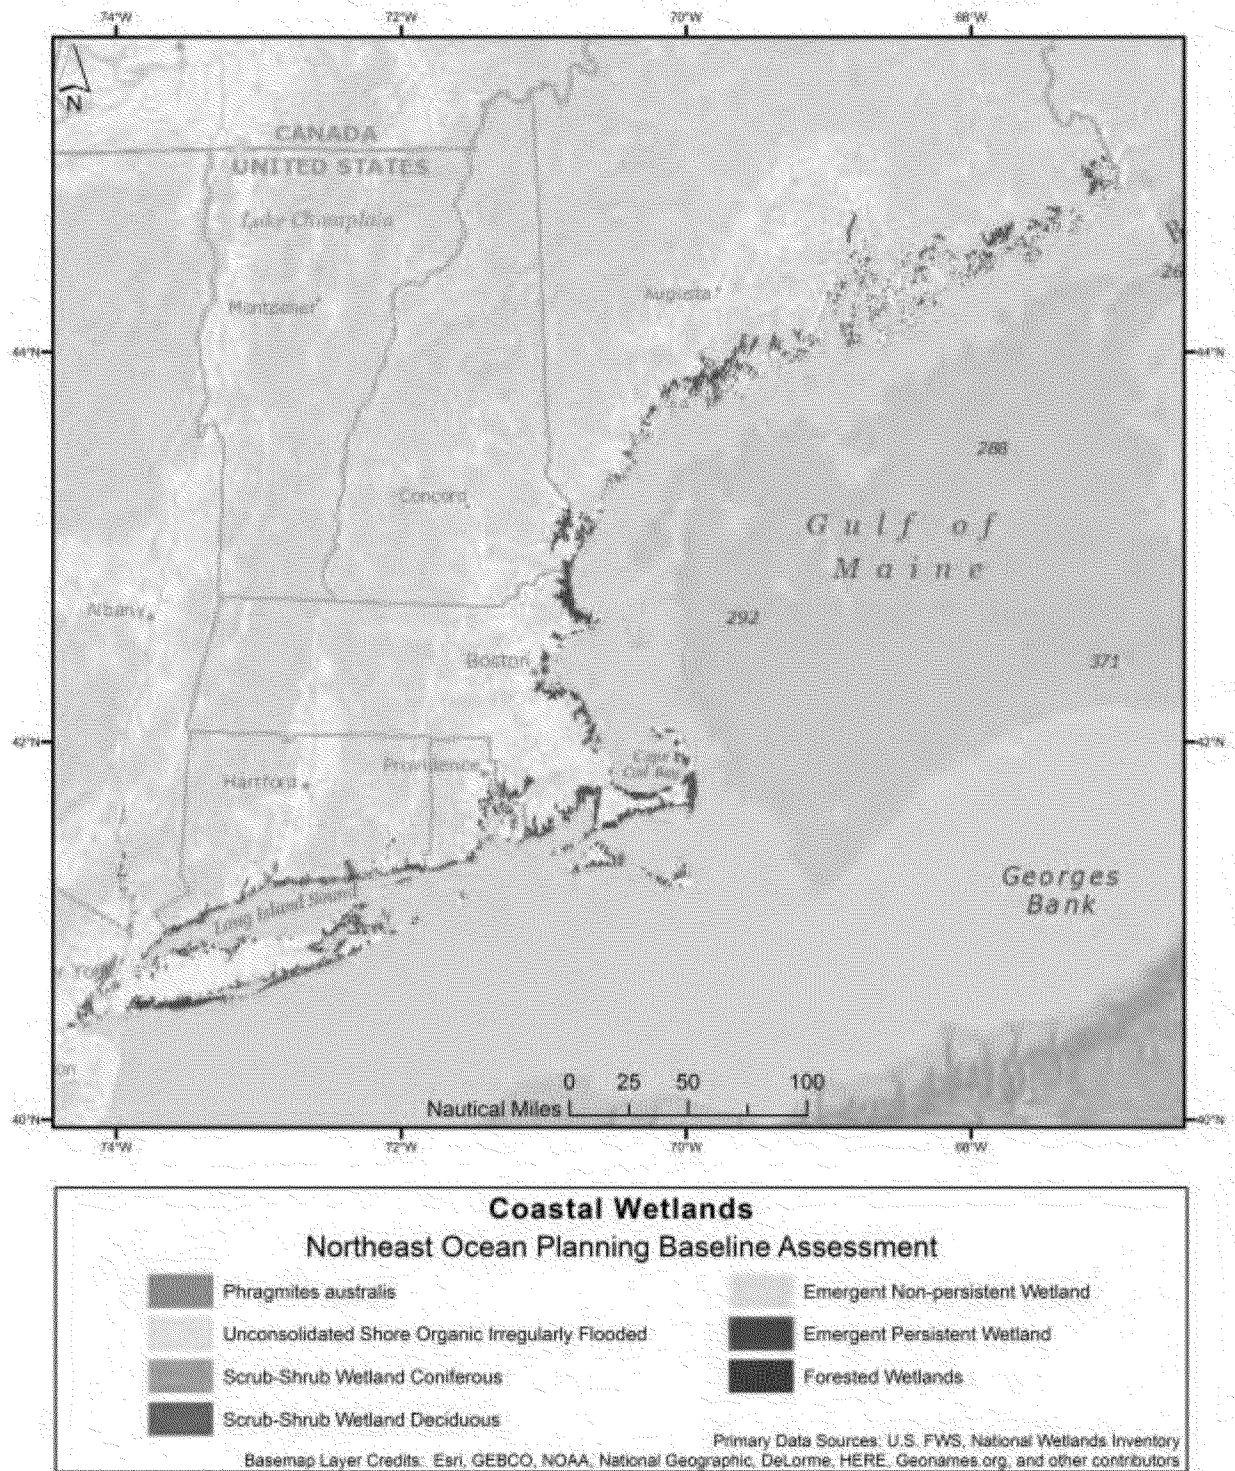 74°W 72°W 70°W 68°W
N
CANADA
UNITED STATES
Lake Champlain
Montpelier
Augusta
44°N 44°N
288
Concord
Gulf of
Maine
Albany
292
Boston
371
42°N 42°N
Cape
Cod Bay
Providence
Hartford
Georges
Bank
Long Island Sound
0 25 50 100
Nautical Miles
40°N 40°N
74°W 72°W 70°W 68°W
Coastal Wetlands
Northeast Ocean Planning Baseline Assessment
Phragmites australis
Unconsolidated Shore Organic Irregularly Flooded
Scrub-Shrub Wetland Coniferous
Scrub-Shrub Wetland Deciduous
Emergent Non-persistent Wetland
Emergent Persistent Wetland
Forested Wetlands
Primary Data Sources: U.S. FWS, National Wetlands Inventory
Basemap Layer Credits: Esri, GEBCO, NOAA, National Geographic, DeLorme, HERE, Geonames.org, and other contributors